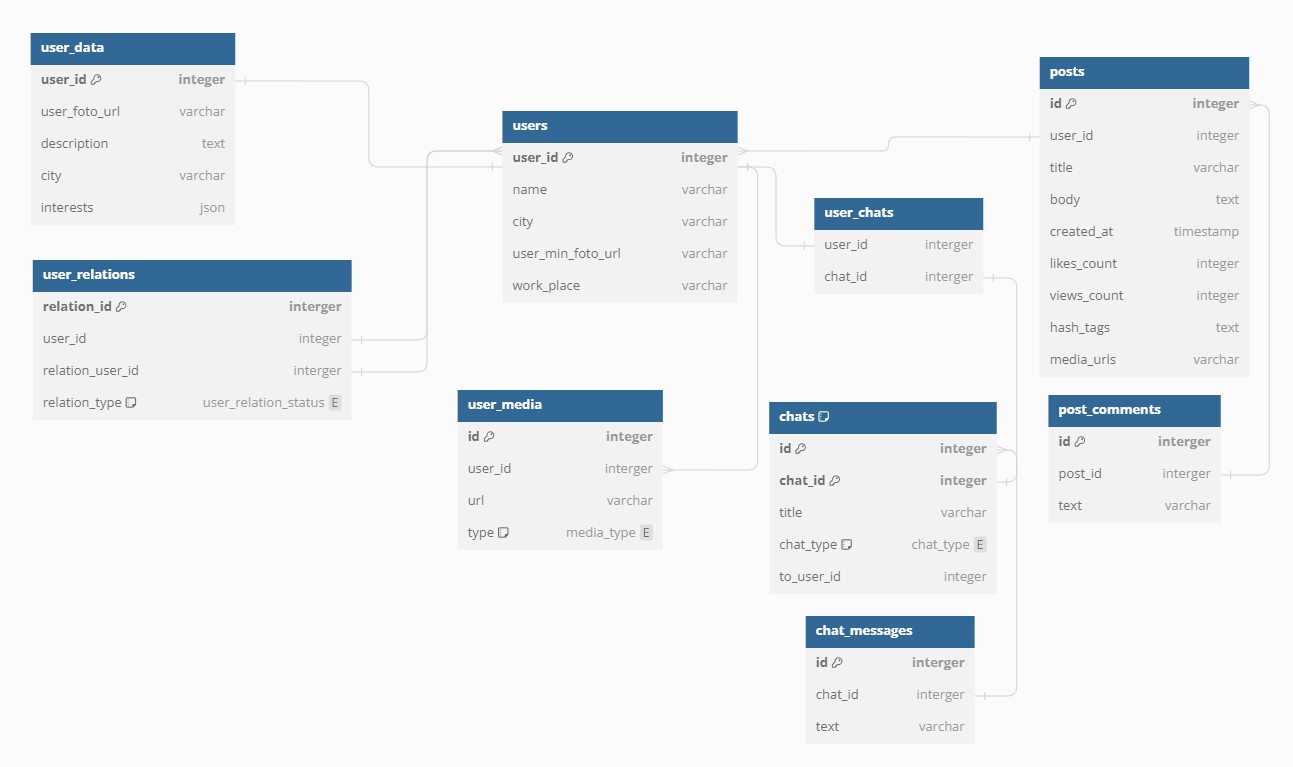 user_data
user_id integer
user_foto_url varchar
description text
city varchar
interests json
user_relations
relation_id interger
user_id integer
relation_user_id interger
relation_type user_relation_status E
users
user_id integer
name varchar
city varchar
user_min_foto_url varchar
work_place varchar
user_media
id integer
user_id interger
url varchar
type media_type E
user_chats
user_id interger
chat_id interger
chats
id integer
chat_id integer
title varchar
chat_type chat_type E
to_user_id integer
chat_messages
id interger
chat_id interger
text varchar
posts
id integer
user_id integer
title varchar
body text
created_at timestamp
likes_count integer
views_count integer
hash_tags text
media_urls varchar
post_comments
id interger
post_id interger
text varchar